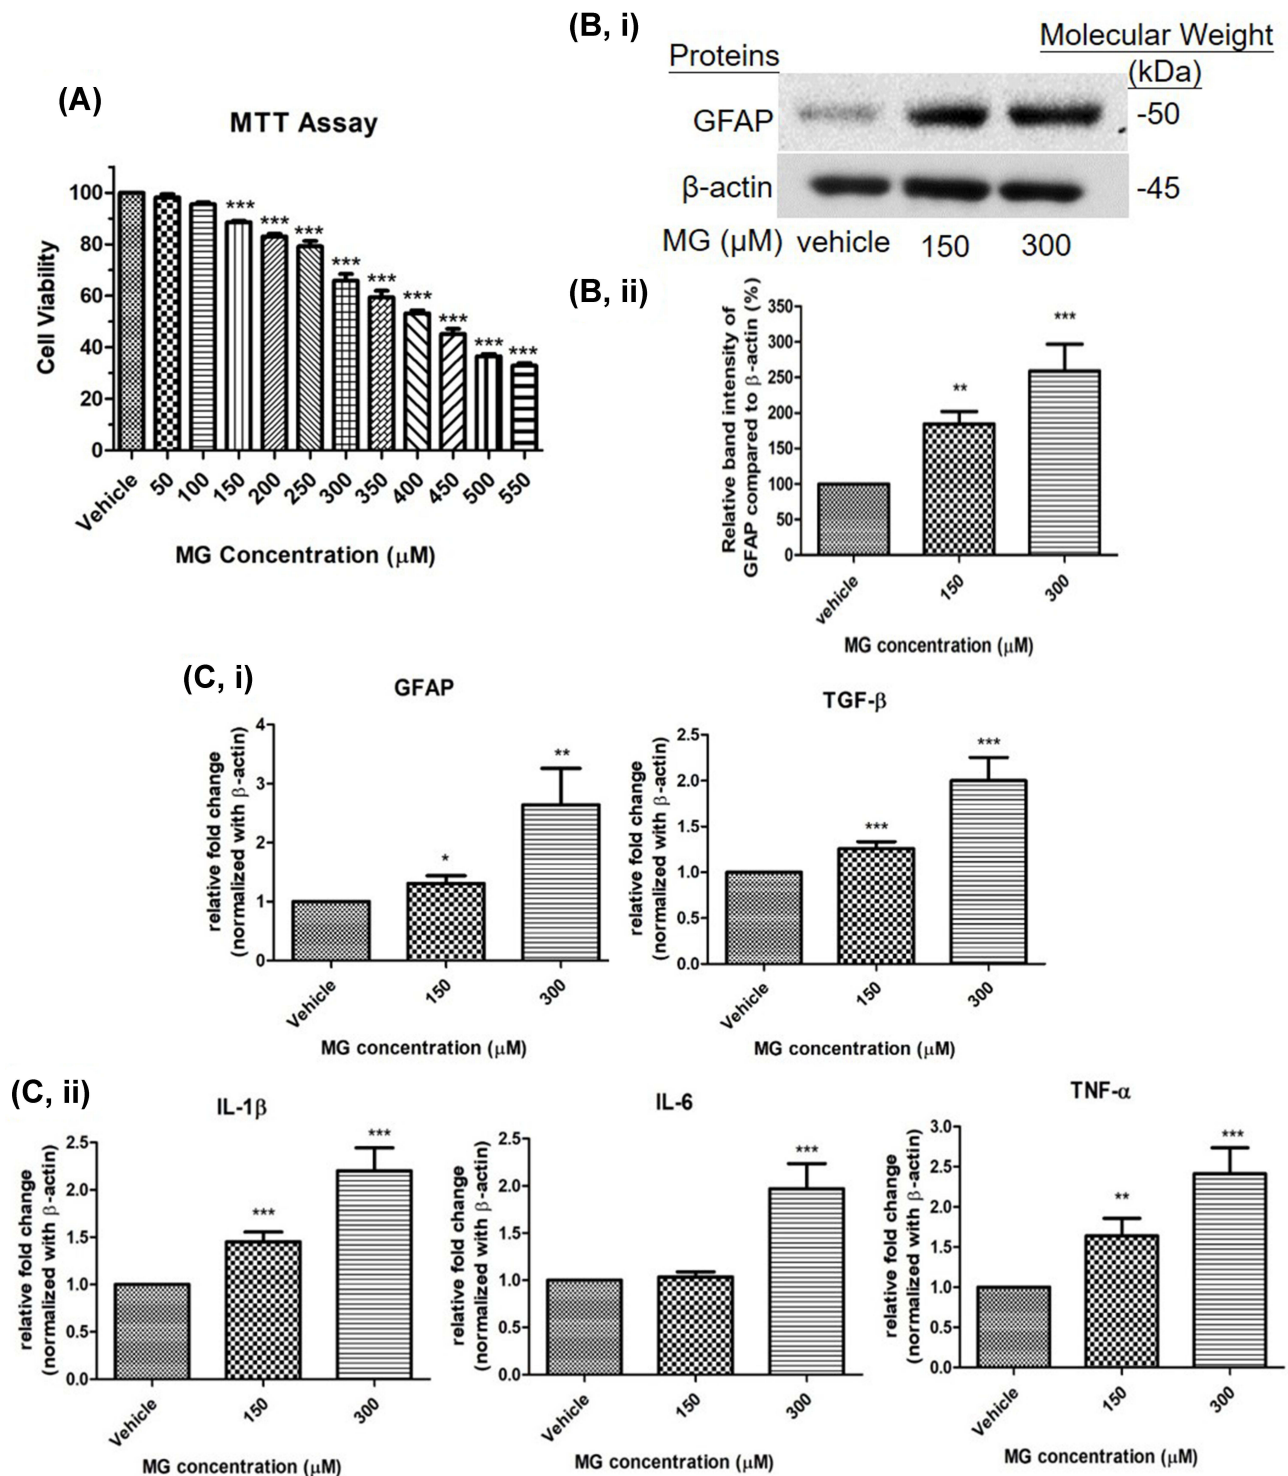 (A)
MTT Assay
Cell Viability
100
80
60
40
20
0
***
***
***
***
***
***
***
***
***
Vehicle
50
100
150
200
250
300
350
400
450
500
550
MG Concentration (μM)
(B, i)
Proteins
Molecular Weight
(kDa)
GFAP
-50
β-actin
-45
MG (μM) vehicle 150 300
(B, ii)
Relative band intensity of
GFAP compared to β-actin (%)
350
300
250
200
150
100
50
0
**
***
vehicle
150
300
MG concentration (μM)
(C, i)
GFAP
relative fold change
(normalized with β-actin)
4
3
2
1
0
*
**
Vehicle
150
300
MG concentration (μM)
TGF-β
relative fold change
(normalized with β-actin)
2.5
2.0
1.5
1.0
0.5
0.0
***
***
Vehicle
150
300
MG concentration (μM)
(C, ii)
IL-1β
relative fold change
(normalized with β-actin)
2.5
2.0
1.5
1.0
0.5
0.0
***
***
Vehicle
150
300
MG concentration (μM)
IL-6
relative fold change
(normalized with β-actin)
2.5
2.0
1.5
1.0
0.5
0.0
***
Vehicle
150
300
MG concentration (μM)
TNF-α
relative fold change
(normalized with β-actin)
3.0
2.5
2.0
1.5
1.0
0.5
0.0
**
***
Vehicle
150
300
MG concentration (μM)